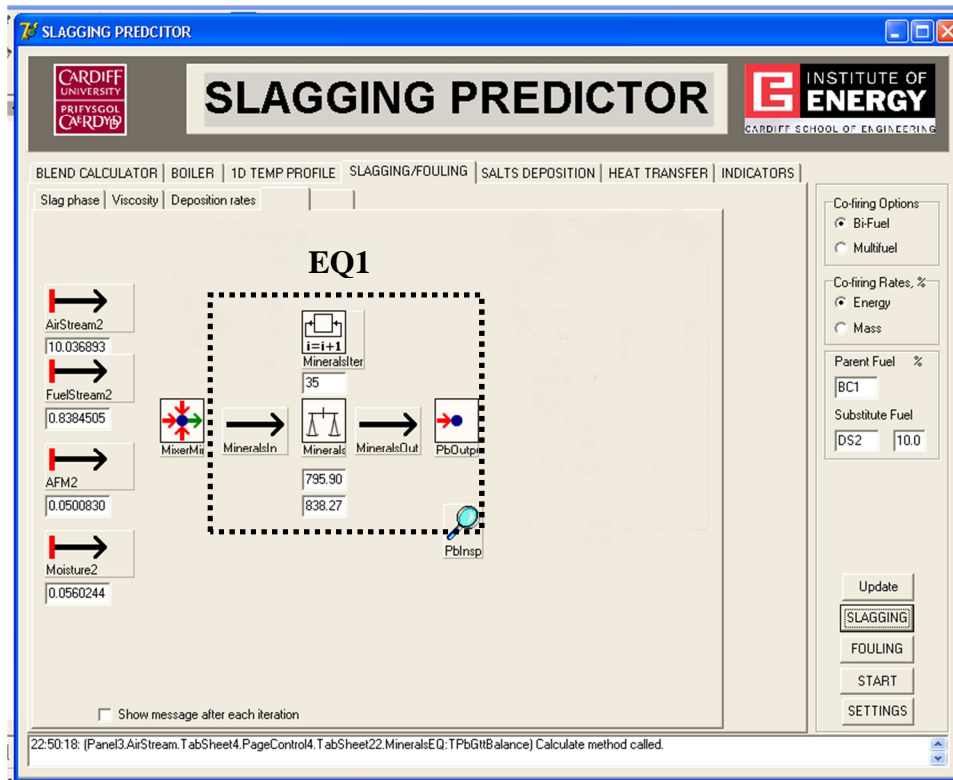 SLAGGING PREDCITOR
CARDIFF
UNIVERSITY
PRIFYSGOL
CAERDYDD
SLAGGING PREDICTOR
INSTITUTE OF
ENERGY
CARDIFF SCHOOL OF ENGINEERING
BLEND CALCULATOR BOILER 1D TEMP PROFILE SLAGGING/FOULING SALTS DEPOSITION HEAT TRANSFER INDICATORS
Slag phase Viscosity Deposition rates
EQ1
AirStream2
10.036893
FuelStream2
0.8384505
AFM2
0.0500830
Moisture2
0.0560244
MixerMi
MineralsIn
i=i+1
MineralsIter
35
Minerals
795.90
838.27
MineralsOut
PbOutp
PbInsp
Show message after each iteration
Co-firing Options
Bi-Fuel
Multifuel
Co-firing Rates, %
Energy
Mass
Parent Fuel %
BC1
Substitute Fuel
DS2 10.0
Update
SLAGGING
FOULING
START
SETTINGS
22:50:18: (Panel3.AirStream.TabSheet4.PageControl4.TabSheet22.MineralsEQ:TPbGttBalance) Calculate method called.